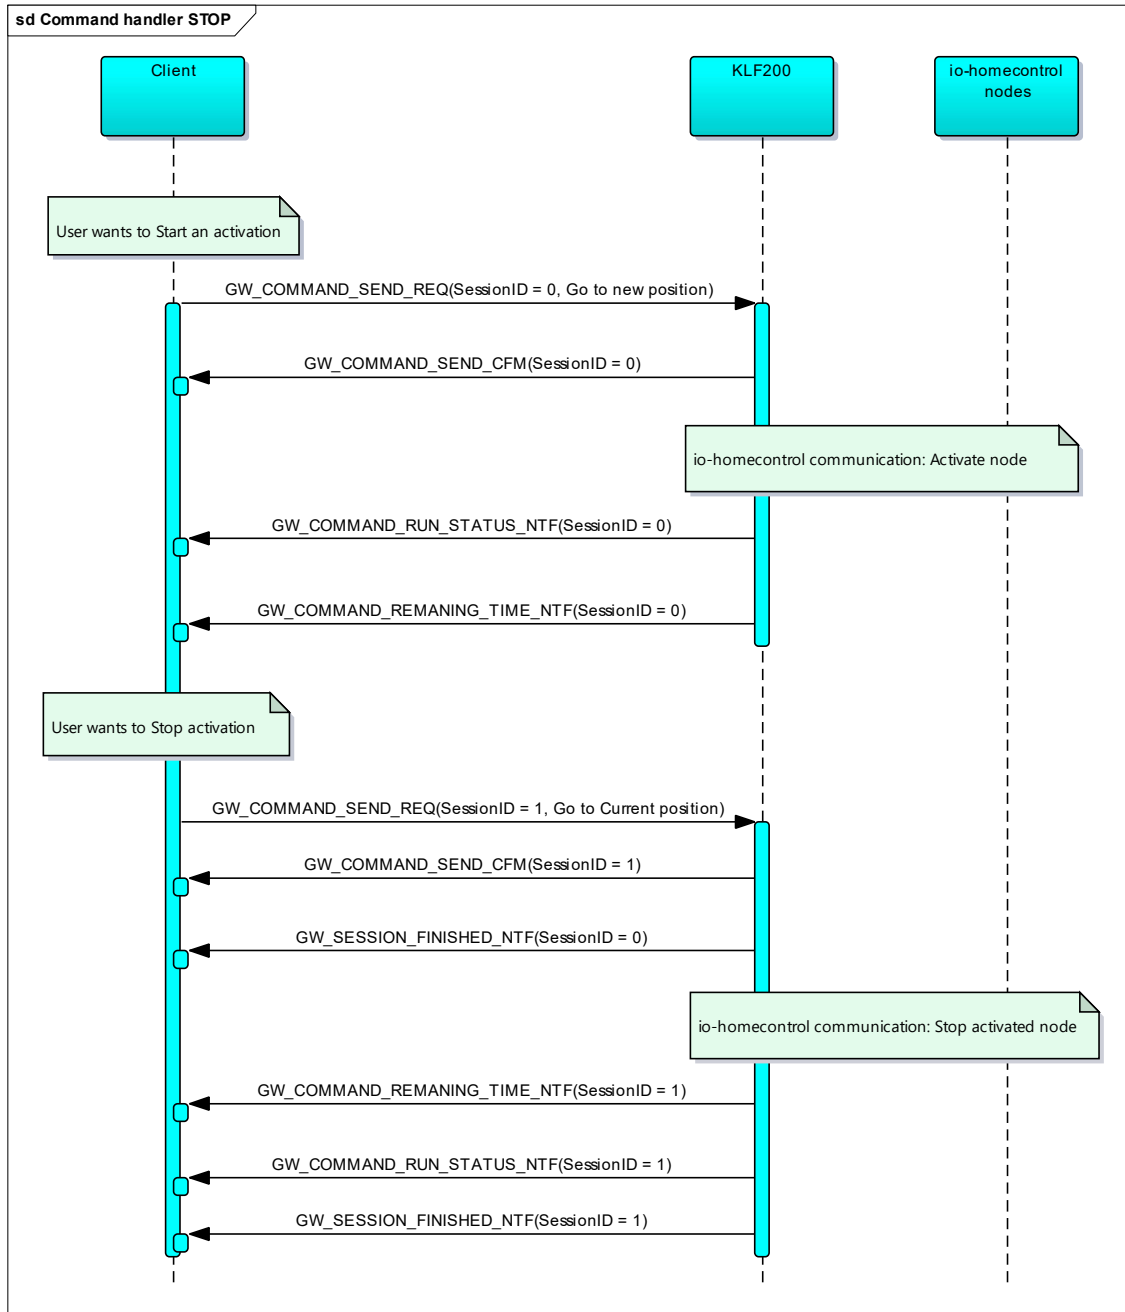 sd Command handler STOP
Client
KLF200
io-homecontrol
nodes
User wants to Start an activation
GW_COMMAND_SEND_REQ(SessionID = 0, Go to new position)
GW_COMMAND_SEND_CFM(SessionID = 0)
io-homecontrol communication: Activate node
GW_COMMAND_RUN_STATUS_NTF(SessionID = 0)
GW_COMMAND_REMANING_TIME_NTF(SessionID = 0)
User wants to Stop activation
GW_COMMAND_SEND_REQ(SessionID = 1, Go to Current position)
GW_COMMAND_SEND_CFM(SessionID = 1)
GW_SESSION_FINISHED_NTF(SessionID = 0)
io-homecontrol communication: Stop activated node
GW_COMMAND_REMANING_TIME_NTF(SessionID = 1)
GW_COMMAND_RUN_STATUS_NTF(SessionID = 1)
GW_SESSION_FINISHED_NTF(SessionID = 1)